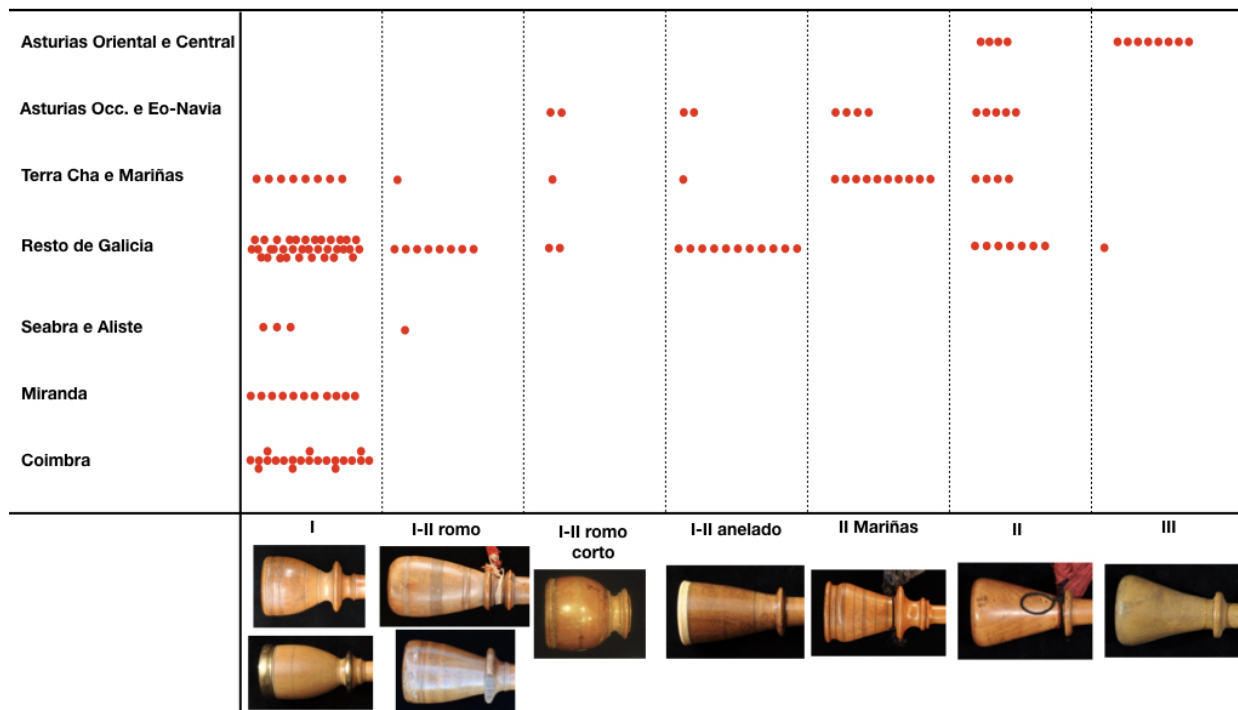 Asturias Oriental e Central
Asturias Occ. e Eo-Navia
Terra Cha e Mariñas
Resto de Galicia
Seabra e Aliste
Miranda
Coimbra
I
I-II romo
I-II romo
corto
I-II anelado
II Mariñas
II
III